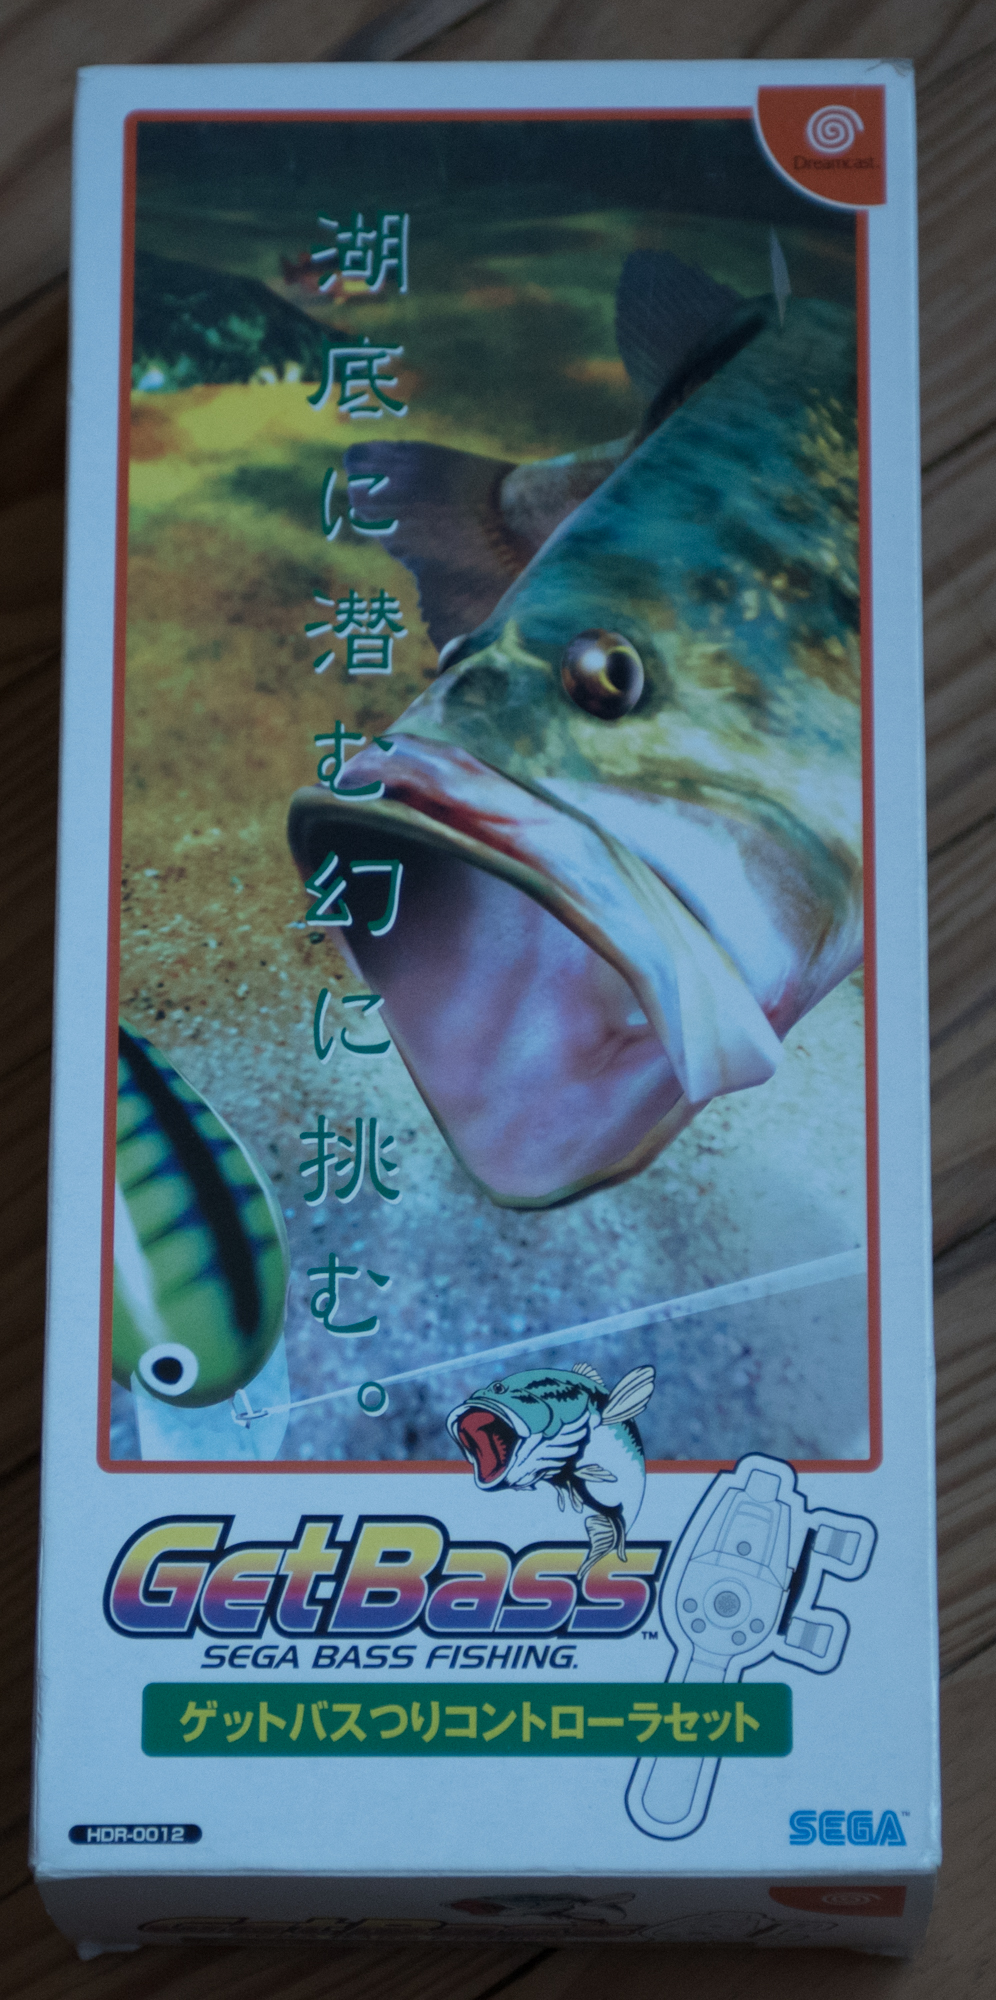 Dreamcast
湖底に潜む幻に挑む。
GetBass™
SEGA BASS FISHING.
ゲットバスつりコントローラセット
HDR-0012
SEGA™